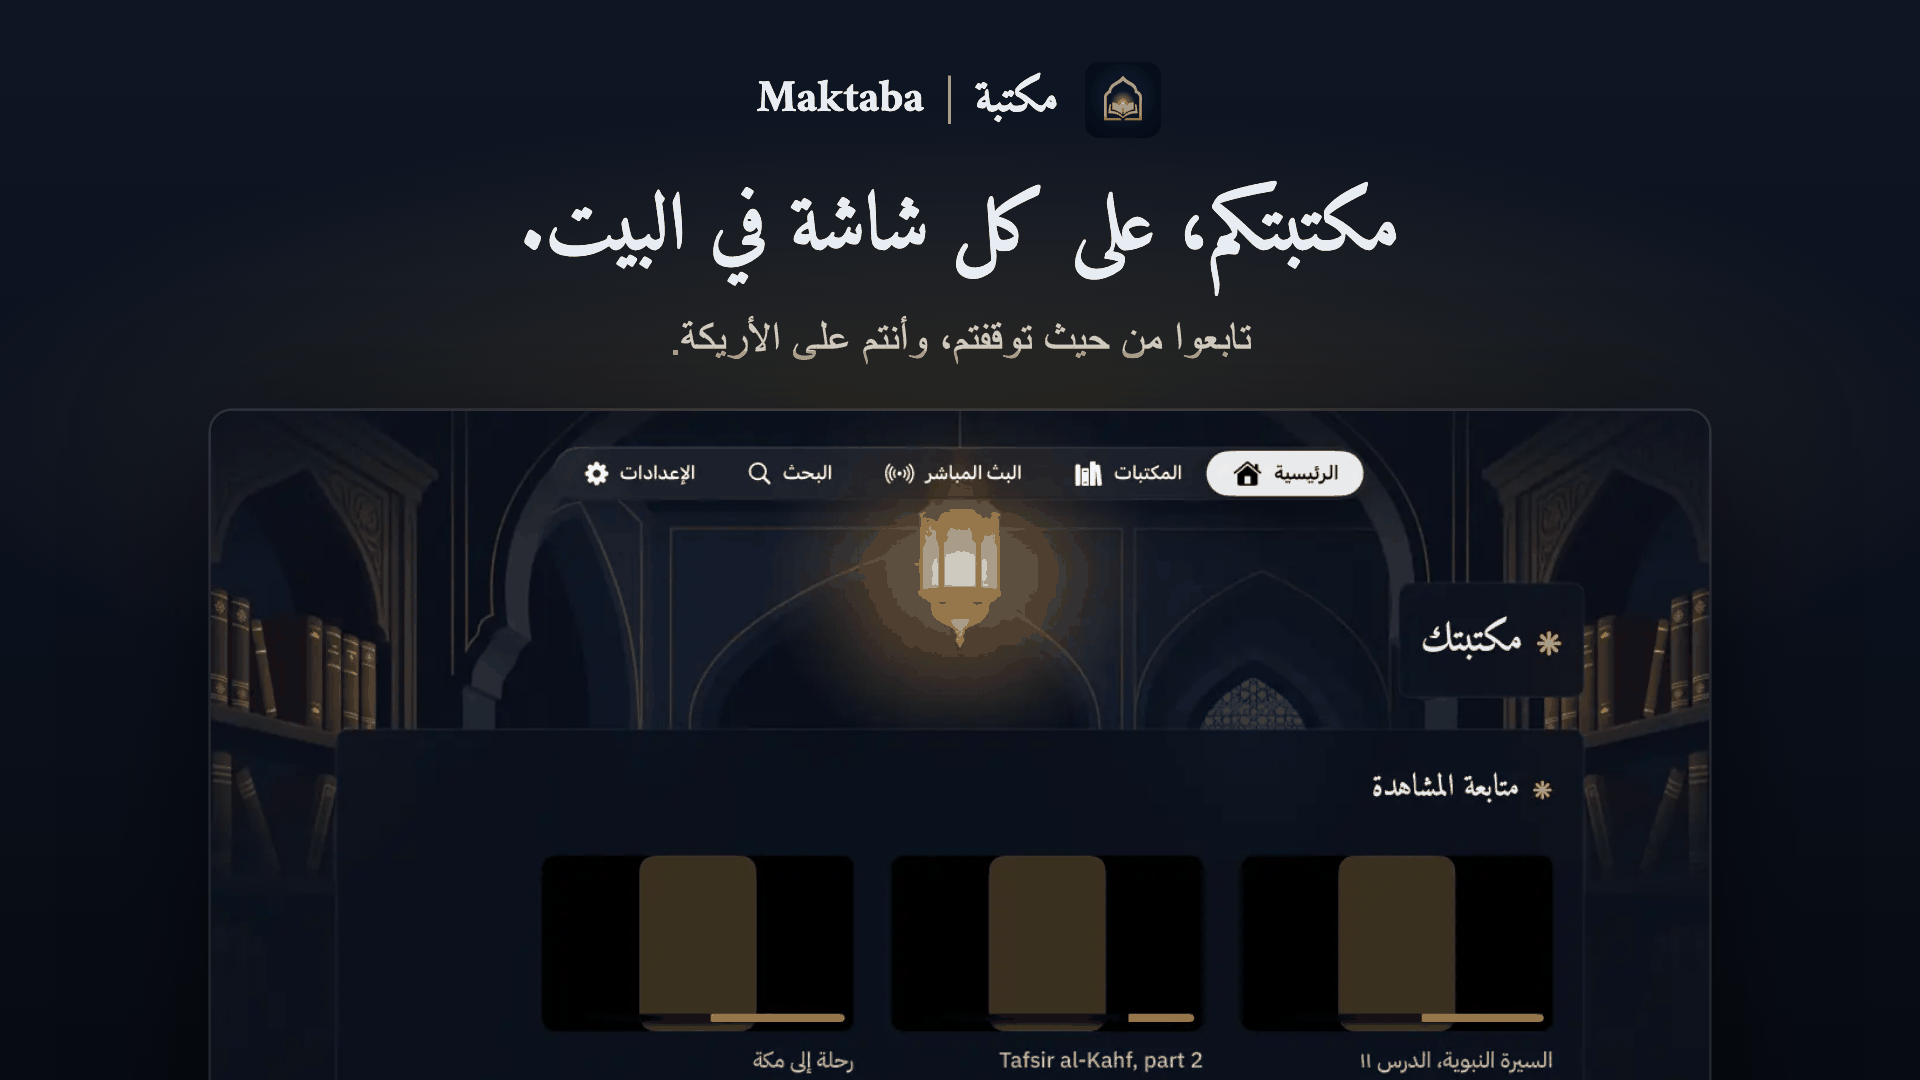 مكتبة | Maktaba
مكتبتكم، على كل شاشة في البيت.
تابعوا من حيث توقفتم، وأنتم على الأريكة.
الرئيسية المكتبات البث المباشر البحث الإعدادات
مكتبتك
متابعة المشاهدة
السيرة النبوية، الدرس ١١
Tafsir al-Kahf, part 2
رحلة إلى مكة